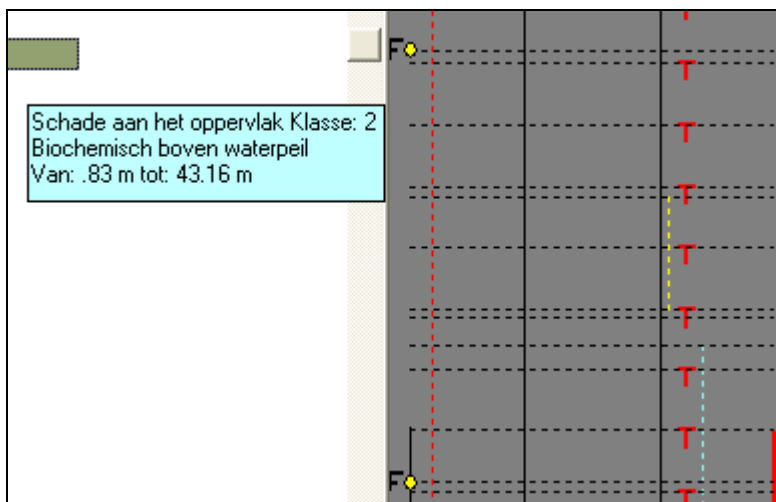 F
T
T
Schade aan het oppervlak Klasse: 2
Biochemisch boven waterpeil
Van: .83 m tot: 43.16 m
T
T
T
T
T
F
T